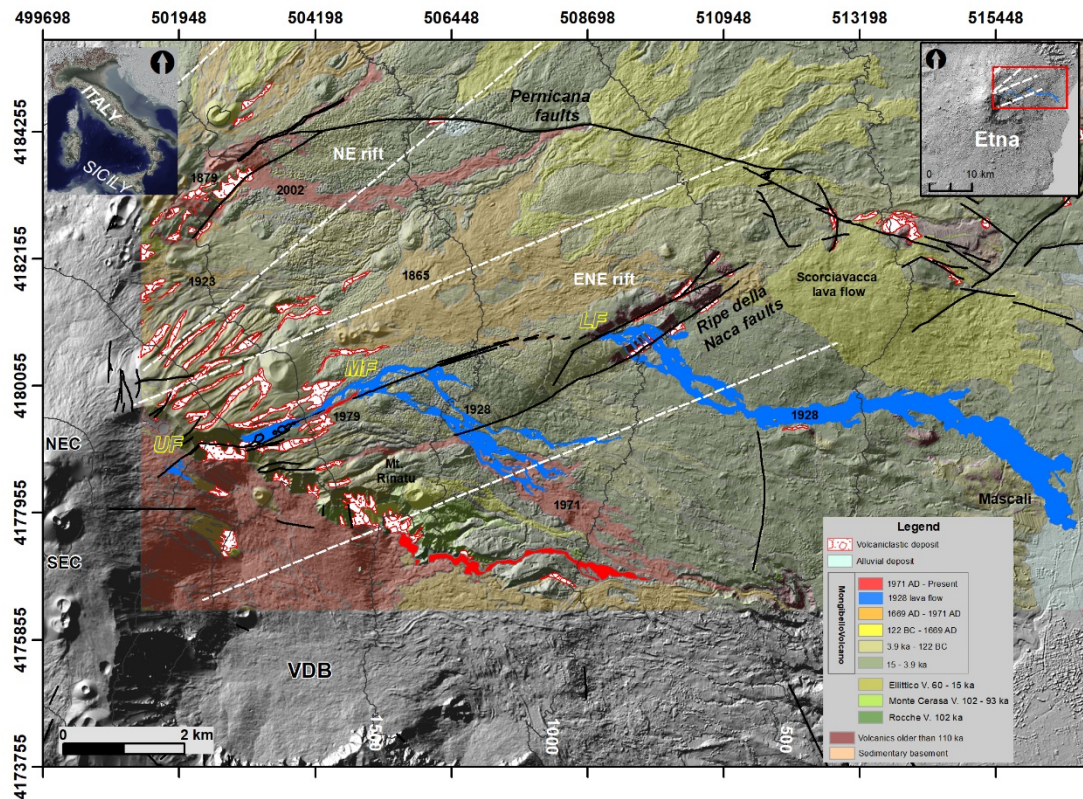 499698 501948 504198 506448 508698 510948 513198 515448
4184255
4182155
4180055
4177955
4175855
4173755
ITALY
SICILY
Etna
0 10 km
Pernicana
faults
NE rift
1879
2002
1923
1865
ENE rift
Scorciavacca
lava flow
LF
Ripe della
Naca faults
MF
1979
1928
1928
UF
NEC
Mt.
Rinatu
1971
Mascali
SEC
VDB
1500
1000
500
0 2 km
Legend
Volcaniclastic deposit
Alluvial deposit
Mongibello Volcano
1971 AD - Present
1928 lava flow
1669 AD - 1971 AD
122 BC - 1669 AD
3.9 ka - 122 BC
15 - 3.9 ka
Ellittico V. 60 - 15 ka
Monte Cerasa V. 102 - 93 ka
Rocche V. 102 ka
Volcanics older than 110 ka
Sedimentary basement